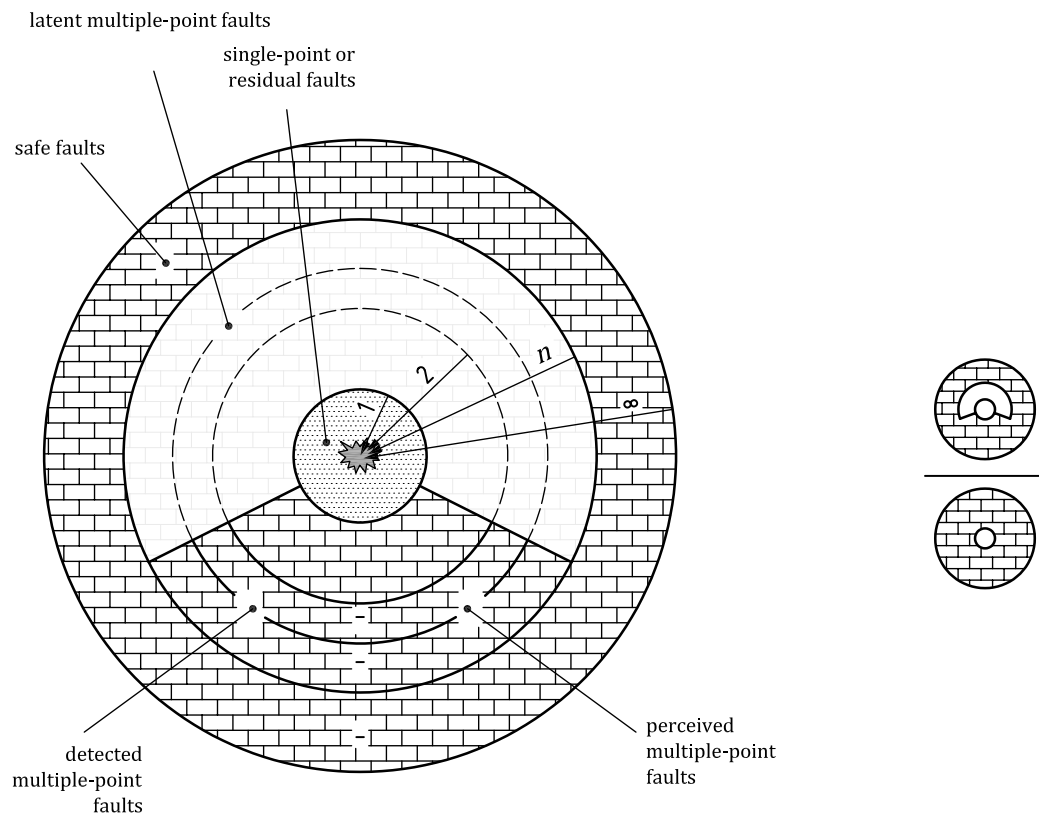 latent multiple-point faults
single-point or
residual faults
safe faults
1
2
n
∞
detected
multiple-point
faults
perceived
multiple-point
faults